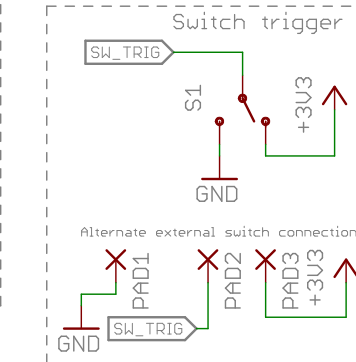 Switch trigger
SW_TRIG
S1
+3V3
GND
Alternate external switch connection
PAD1
PAD2
PAD3
+3V3
SW_TRIG
GND